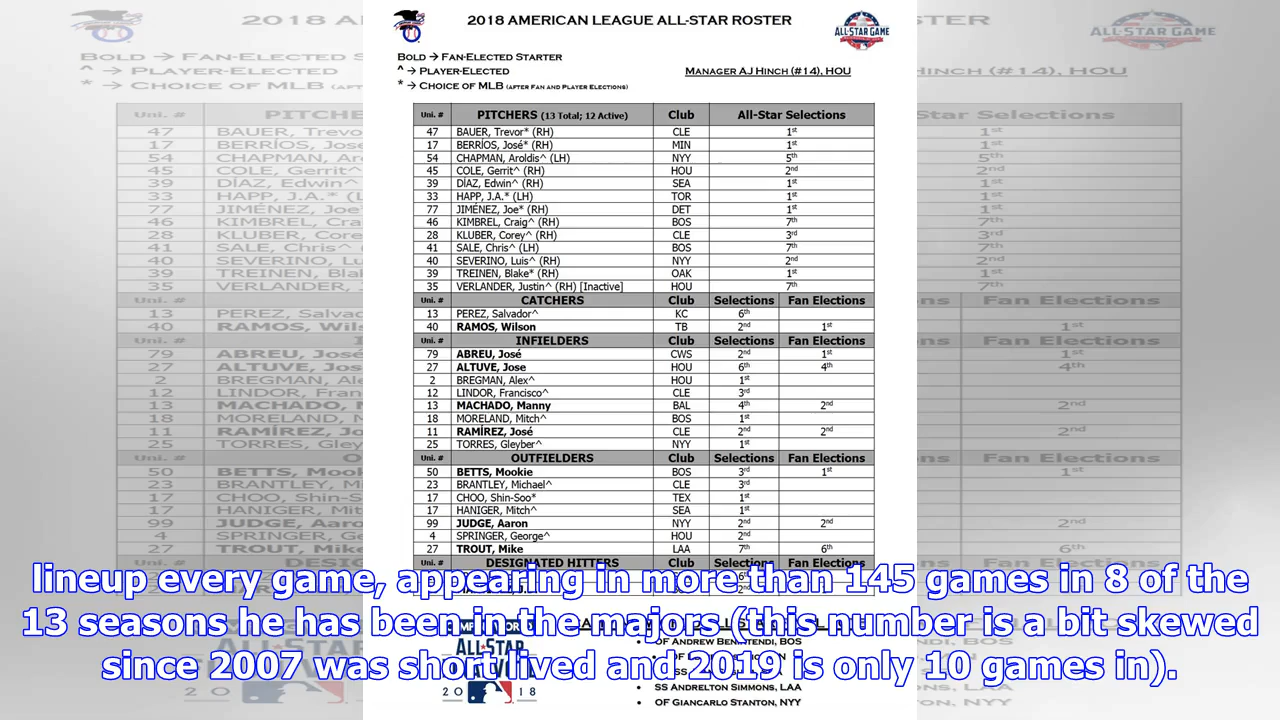 2018 AMERICAN LEAGUE ALL-STAR ROSTER
ALL-STAR GAME
BOLD → FAN-ELECTED STARTER
^ → PLAYER-ELECTED
MANAGER AJ HINCH (#14), HOU
* → CHOICE OF MLB (AFTER FAN AND PLAYER ELECTIONS)
Uni. # PITCHERS (13 Total; 12 Active) Club All-Star Selections
47 BAUER, Trevor* (RH) CLE 1st
17 BERRÍOS, José* (RH) MIN 1st
54 CHAPMAN, Aroldis^ (LH) NYY 5th
45 COLE, Gerrit^ (RH) HOU 2nd
39 DÍAZ, Edwin^ (RH) SEA 1st
33 HAPP, J.A.* (LH) TOR 1st
77 JIMÉNEZ, Joe* (RH) DET 1st
46 KIMBREL, Craig^ (RH) BOS 7th
28 KLUBER, Corey^ (RH) CLE 3rd
41 SALE, Chris^ (LH) BOS 7th
40 SEVERINO, Luis^ (RH) NYY 2nd
39 TREINEN, Blake* (RH) OAK 1st
35 VERLANDER, Justin^ (RH) [Inactive] HOU 7th
Uni. # CATCHERS Club Selections Fan Elections
13 PEREZ, Salvador^ KC 6th
40 RAMOS, Wilson TB 2nd 1st
Uni. # INFIELDERS Club Selections Fan Elections
79 ABREU, José CWS 2nd 1st
27 ALTUVE, Jose HOU 6th 4th
2 BREGMAN, Alex^ HOU 1st
12 LINDOR, Francisco^ CLE 3rd
13 MACHADO, Manny BAL 4th 2nd
18 MORELAND, Mitch^ BOS 1st
11 RAMÍREZ, José CLE 2nd 2nd
25 TORRES, Gleyber^ NYY 1st
Uni. # OUTFIELDERS Club Selections Fan Elections
50 BETTS, Mookie BOS 3rd 1st
23 BRANTLEY, Michael^ CLE 3rd
17 CHOO, Shin-Soo* TEX 1st
17 HANIGER, Mitch^ SEA 1st
99 JUDGE, Aaron NYY 2nd 2nd
4 SPRINGER, George^ HOU 2nd
27 TROUT, Mike LAA 7th 6th
Uni. # DESIGNATED HITTERS Club Selections Fan Elections
lineup every game, appearing in more than 145 games in 8 of the
13 seasons he has been in the majors (this number is a bit skewed
since 2007 was short lived and 2019 is only 10 games in).
OF ANDREW BENINTENDI, BOS
SS ANDRELTON SIMMONS, LAA
OF GIANCARLO STANTON, NYY
ALL-STAR
2018